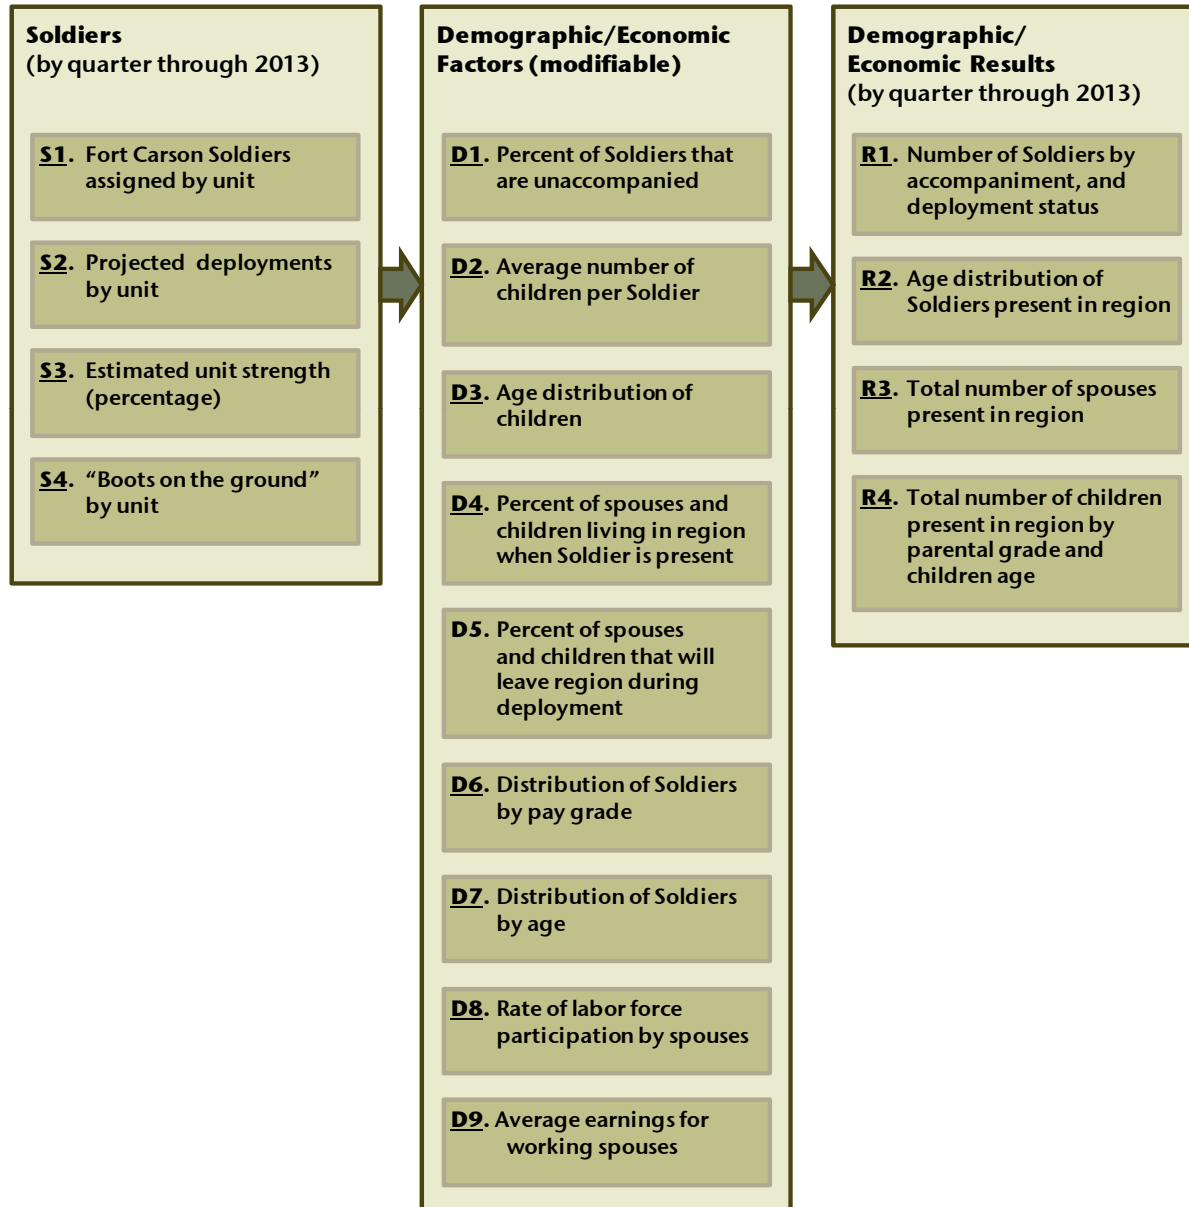 Soldiers
(by quarter through 2013)
S1. Fort Carson Soldiers
assigned by unit
S2. Projected deployments
by unit
S3. Estimated unit strength
(percentage)
S4. “Boots on the ground”
by unit
Demographic/Economic
Factors (modifiable)
D1. Percent of Soldiers that
are unaccompanied
D2. Average number of
children per Soldier
D3. Age distribution of
children
D4. Percent of spouses and
children living in region
when Soldier is present
D5. Percent of spouses
and children that will
leave region during
deployment
D6. Distribution of Soldiers
by pay grade
D7. Distribution of Soldiers
by age
D8. Rate of labor force
participation by spouses
D9. Average earnings for
working spouses
Demographic/
Economic Results
(by quarter through 2013)
R1. Number of Soldiers by
accompaniment, and
deployment status
R2. Age distribution of
Soldiers present in region
R3. Total number of spouses
present in region
R4. Total number of children
present in region by
parental grade and
children age